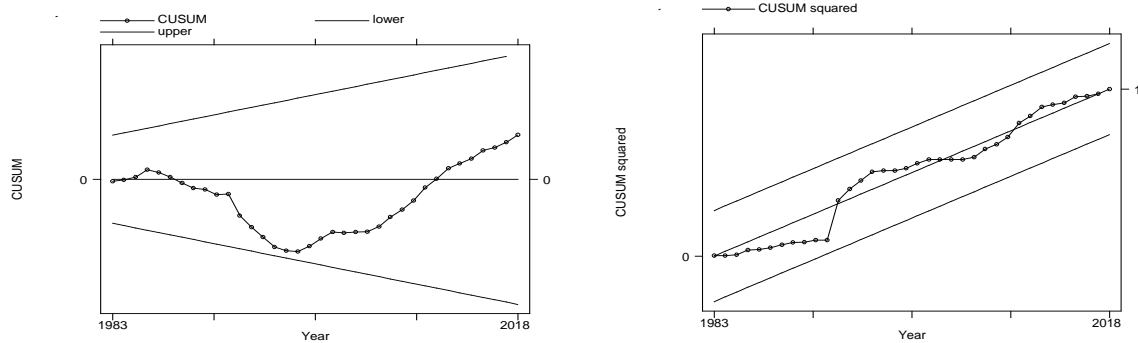 CUSUM lower
upper
CUSUM
0
0
1983 2018
Year
CUSUM squared
CUSUM squared
1
0
1983 2018
Year